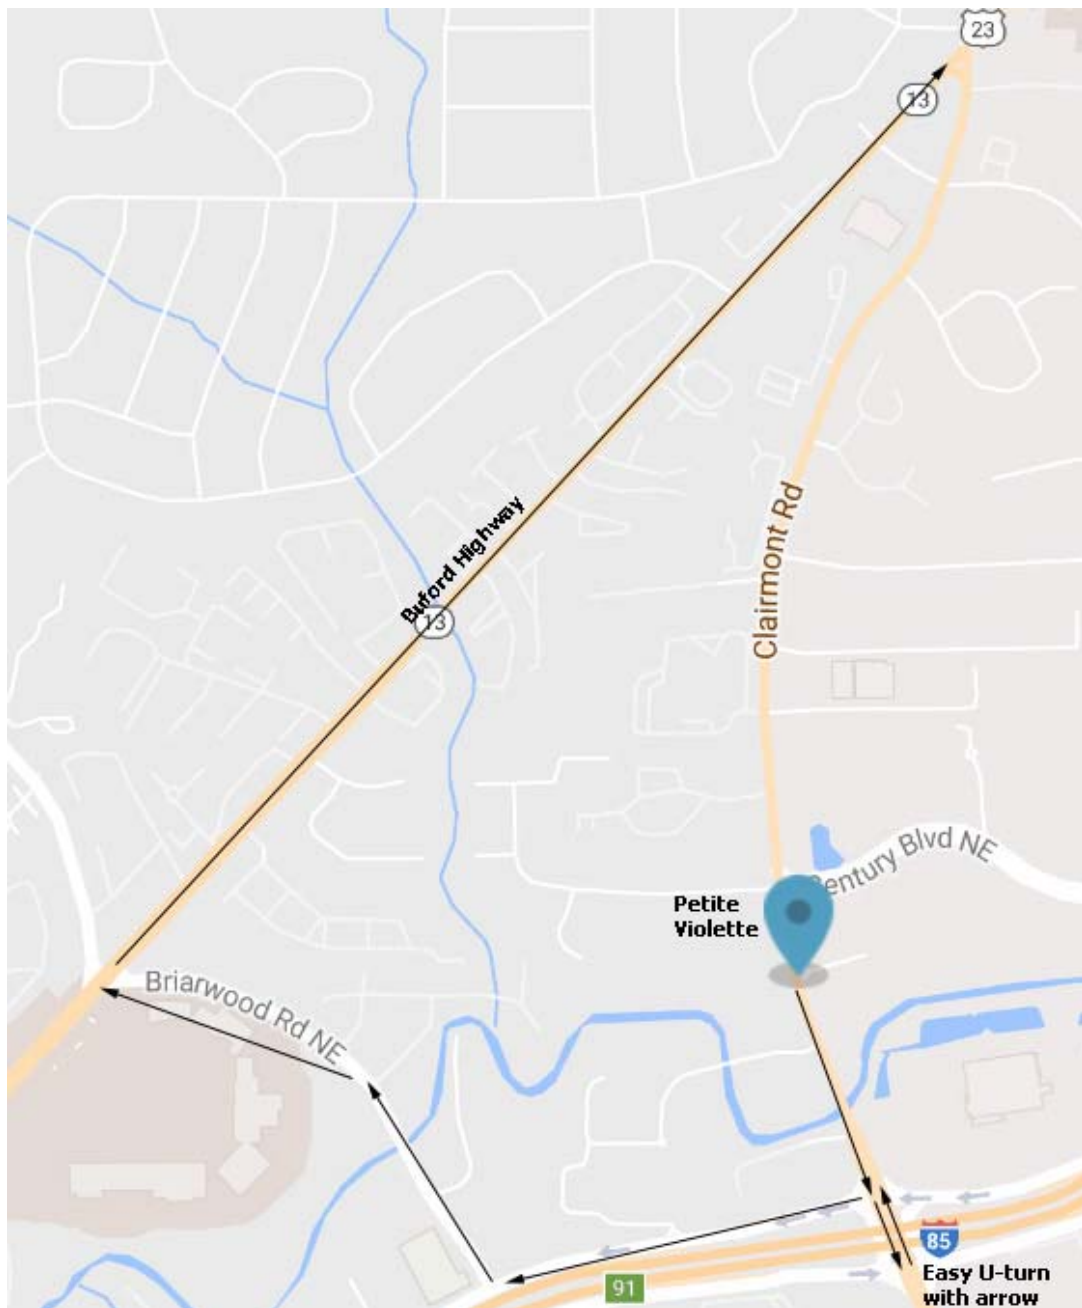 23
13
Buford Highway
13
Clairmont Rd
Century Blvd NE
Petite
Violette
Briarwood Rd NE
85
91
Easy U-turn
with arrow